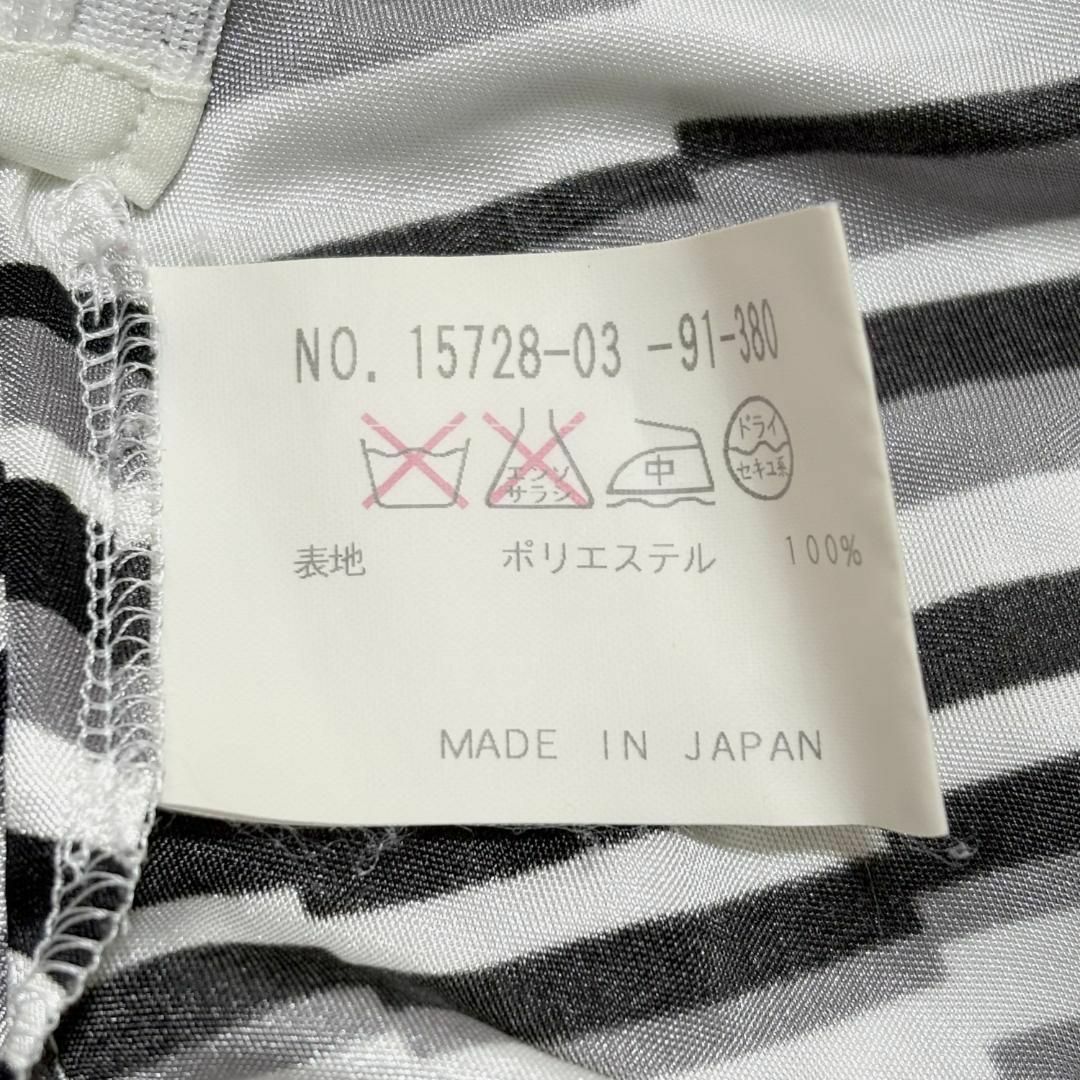 NO. 15728-03 -91-380
エンソ
サラシ
中
ドライ
セキユ系
表地 ポリエステル 100%
MADE IN JAPAN